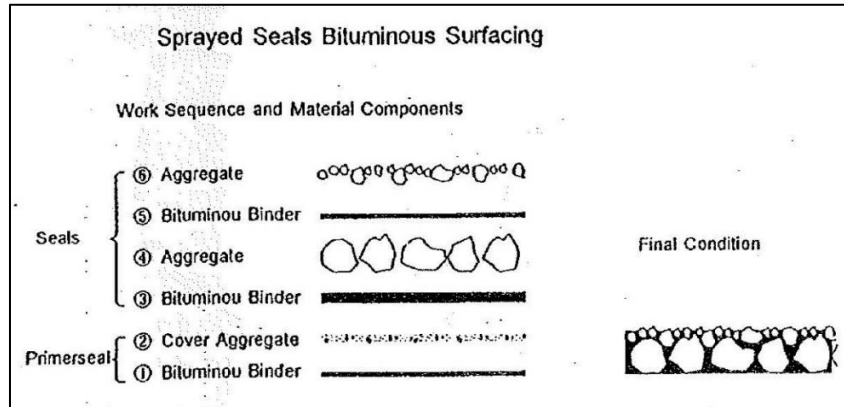 Sprayed Seals Bituminous Surfacing
Work Sequence and Material Components
⑥ Aggregate
⑤ Bituminou Binder
Seals
④ Aggregate
Final Condition
③ Bituminou Binder
② Cover Aggregate
Primerseal
① Bituminou Binder